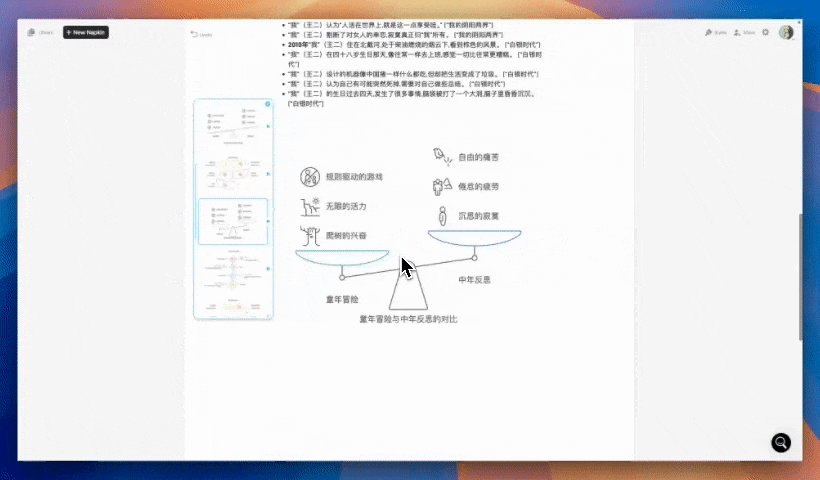 + New Napkin
Undo
Style
Share
• "我"（王二）认为"人活在世界上,就是这一点享受哇。"（"我的阴阳两界"）
• "我"（王二）割断了对女人的牵恋,寂寞真正归"我"所有。（"我的阴阳两界"）
• 2010年"我"（王二）住在北戴河,处于柴油燃烧的烟云下,看到棕色的风景。（"白银时代"）
• "我"（王二）在四十八岁生日那天,像往常一样去上班,感觉一切比往常更糟糕。（"白银时
代"）
• "我"（王二）设计的机器像中国猪一样什么都吃,但却把生活变成了垃圾。（"白银时代"）
• "我"（王二）认为自己有可能突然死掉,需要对自己做些总结。（"白银时代"）
• "我"（王二）的生日过去四天,发生了很多事情,脑袋被打了一个大洞,脑子里昏昏沉沉。
（"白银时代"）
自由的痛苦
规则驱动的游戏
倦怠的疲劳
无限的活力
沉思的寂寞
爬树的兴奋
中年反思
童年冒险
童年冒险与中年反思的对比